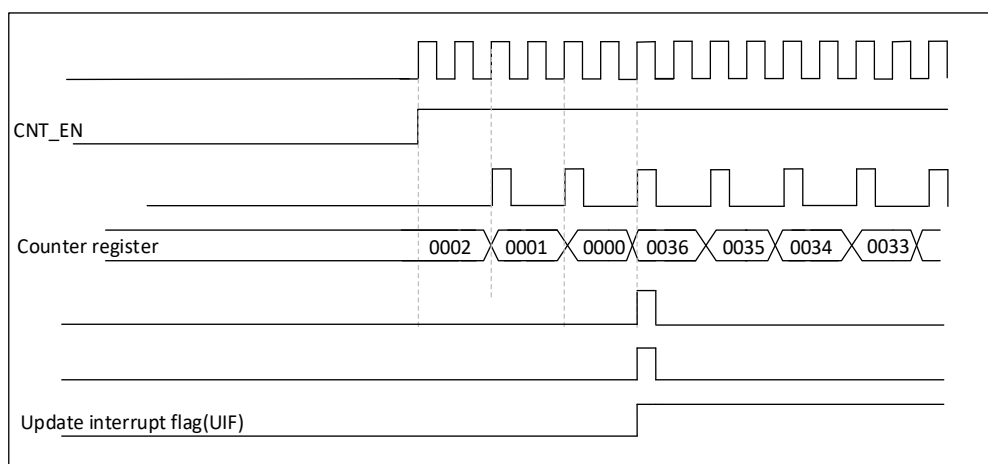 CNT_EN
Counter register 0002 0001 0000 0036 0035 0034 0033
Update interrupt flag(UIF)